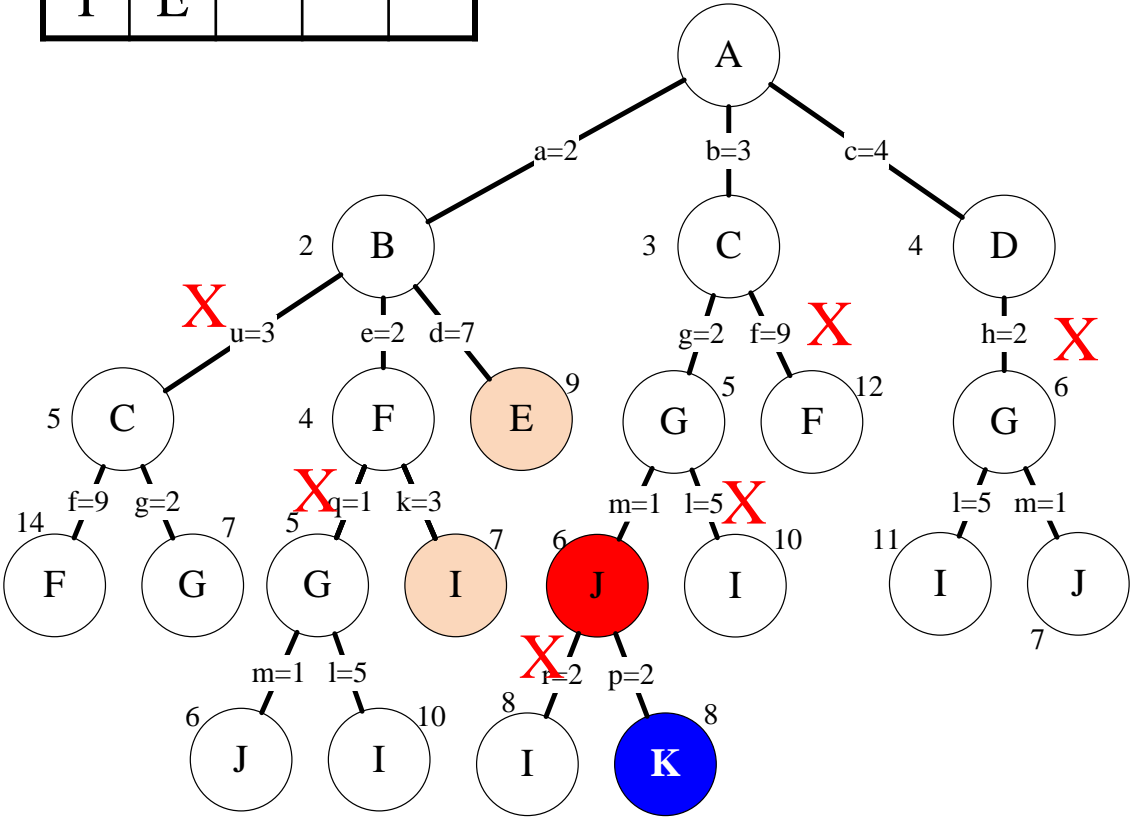 I E
A
a=2 b=3 c=4
2 B 3 C 4 D
X u=3 e=2 d=7 g=2 f=9 X h=2 X
5 C 4 F E 9 G 5 F 12 G 6
f=9 g=2 X q=1 k=3 m=1 l=5 X l=5 m=1
14 F G 7 5 G I 7 6 J I 10 11 I J 7
m=1 l=5 X r=2 p=2
6 J I 10 8 I K 8